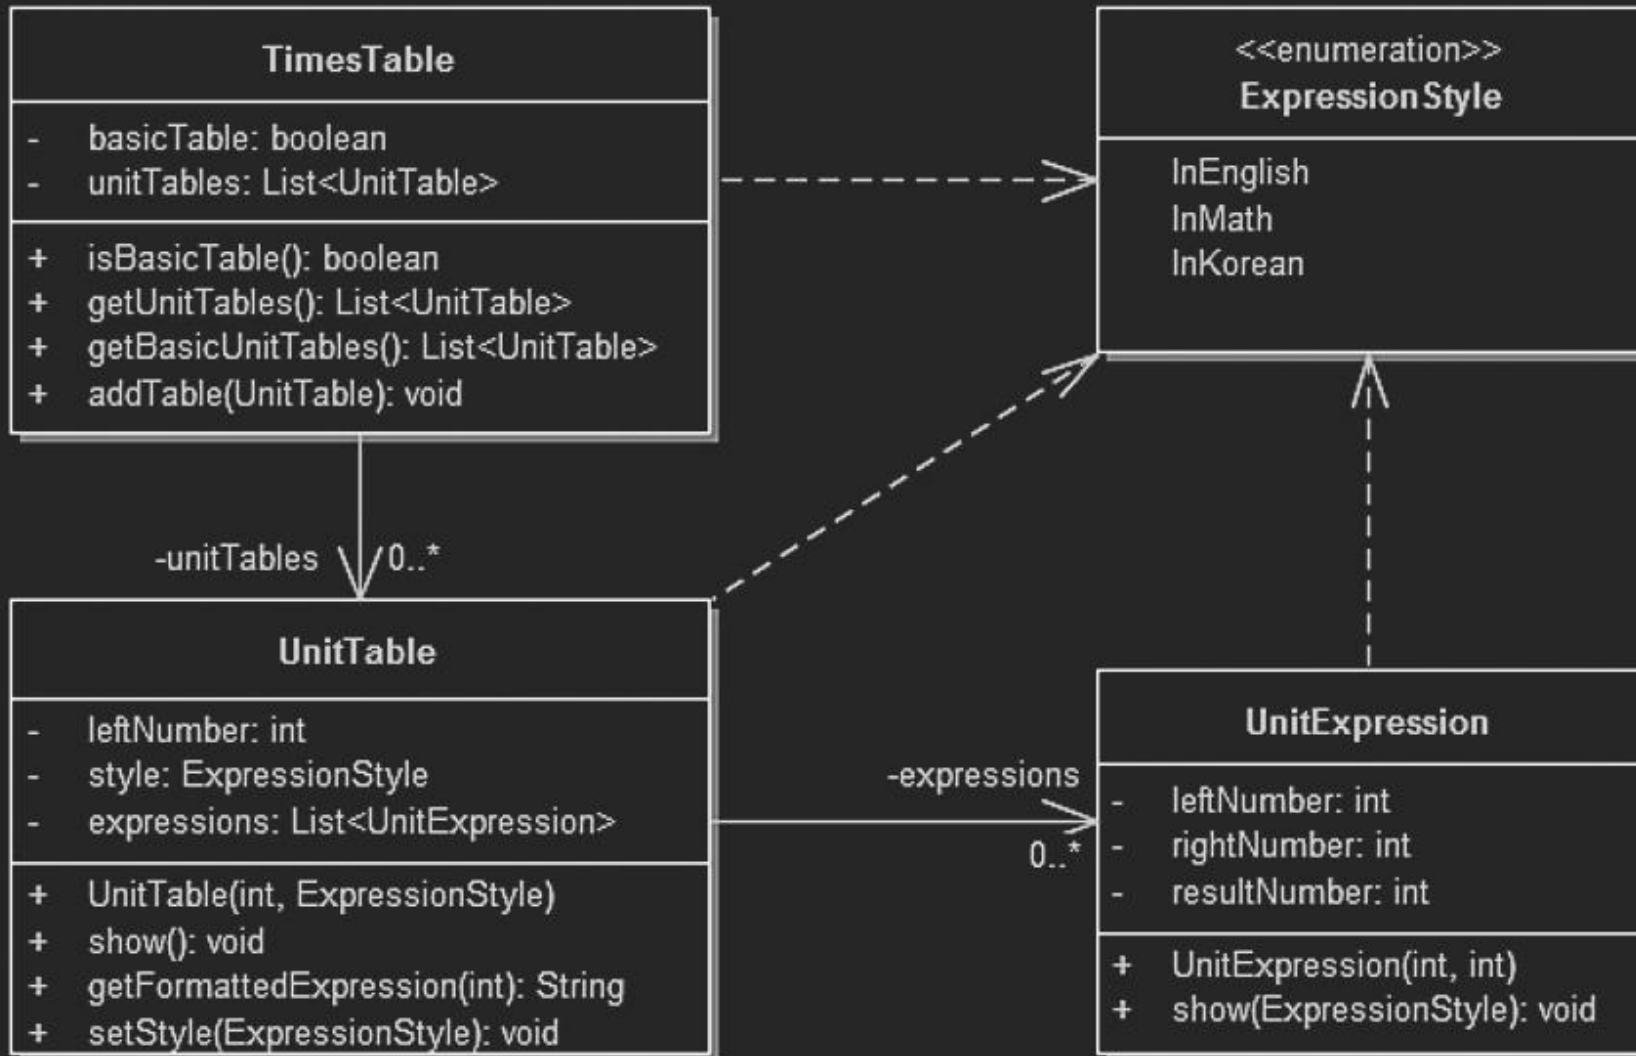 TimesTable
- basicTable: boolean
- unitTables: List<UnitTable>
+ isBasicTable(): boolean
+ getUnitTables(): List<UnitTable>
+ getBasicUnitTables(): List<UnitTable>
+ addTable(UnitTable): void
<<enumeration>>
ExpressionStyle
InEnglish
InMath
InKorean
-unitTables 0..*
UnitTable
- leftNumber: int
- style: ExpressionStyle
- expressions: List<UnitExpression>
+ UnitTable(int, ExpressionStyle)
+ show(): void
+ getFormattedExpression(int): String
+ setStyle(ExpressionStyle): void
-expressions
0..*
UnitExpression
- leftNumber: int
- rightNumber: int
- resultNumber: int
+ UnitExpression(int, int)
+ show(ExpressionStyle): void